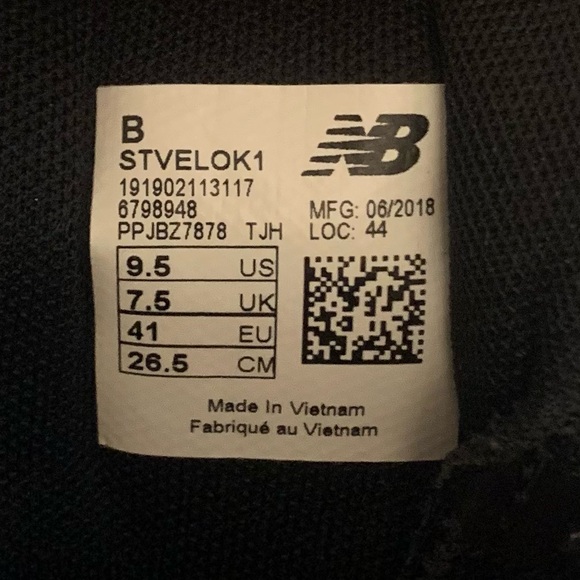 B
STVELOK1
NB
191902113117
6798948
MFG: 06/2018
PPJBZ7878 TJH
LOC: 44
9.5 US
7.5 UK
41 EU
26.5 CM
Made In Vietnam
Fabriqué au Vietnam